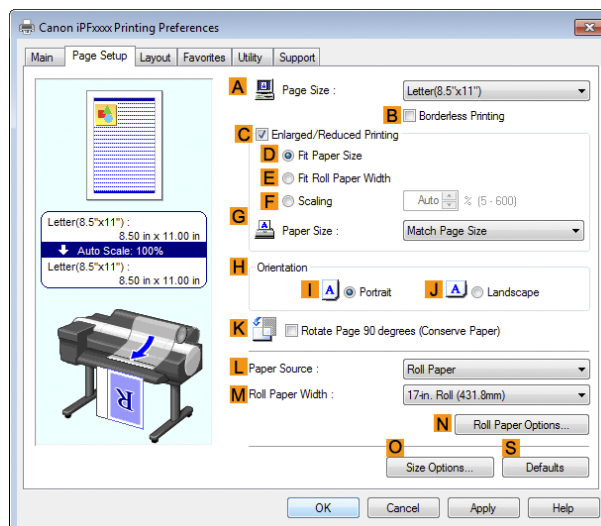 Canon iPFxxxx Printing Preferences
Main Page Setup Layout Favorites Utility Support
A Page Size : Letter(8.5"x11")
B Borderless Printing
C Enlarged/Reduced Printing
D Fit Paper Size
E Fit Roll Paper Width
F Scaling Auto % (5 - 600)
G Paper Size : Match Page Size
Letter(8.5"x11") :
8.50 in x 11.00 in
Auto Scale: 100%
Letter(8.5"x11") :
8.50 in x 11.00 in
H Orientation
I A Portrait J A Landscape
K Rotate Page 90 degrees (Conserve Paper)
R
L Paper Source : Roll Paper
M Roll Paper Width : 17-in. Roll (431.8mm)
N Roll Paper Options...
O S
Size Options... Defaults
OK Cancel Apply Help